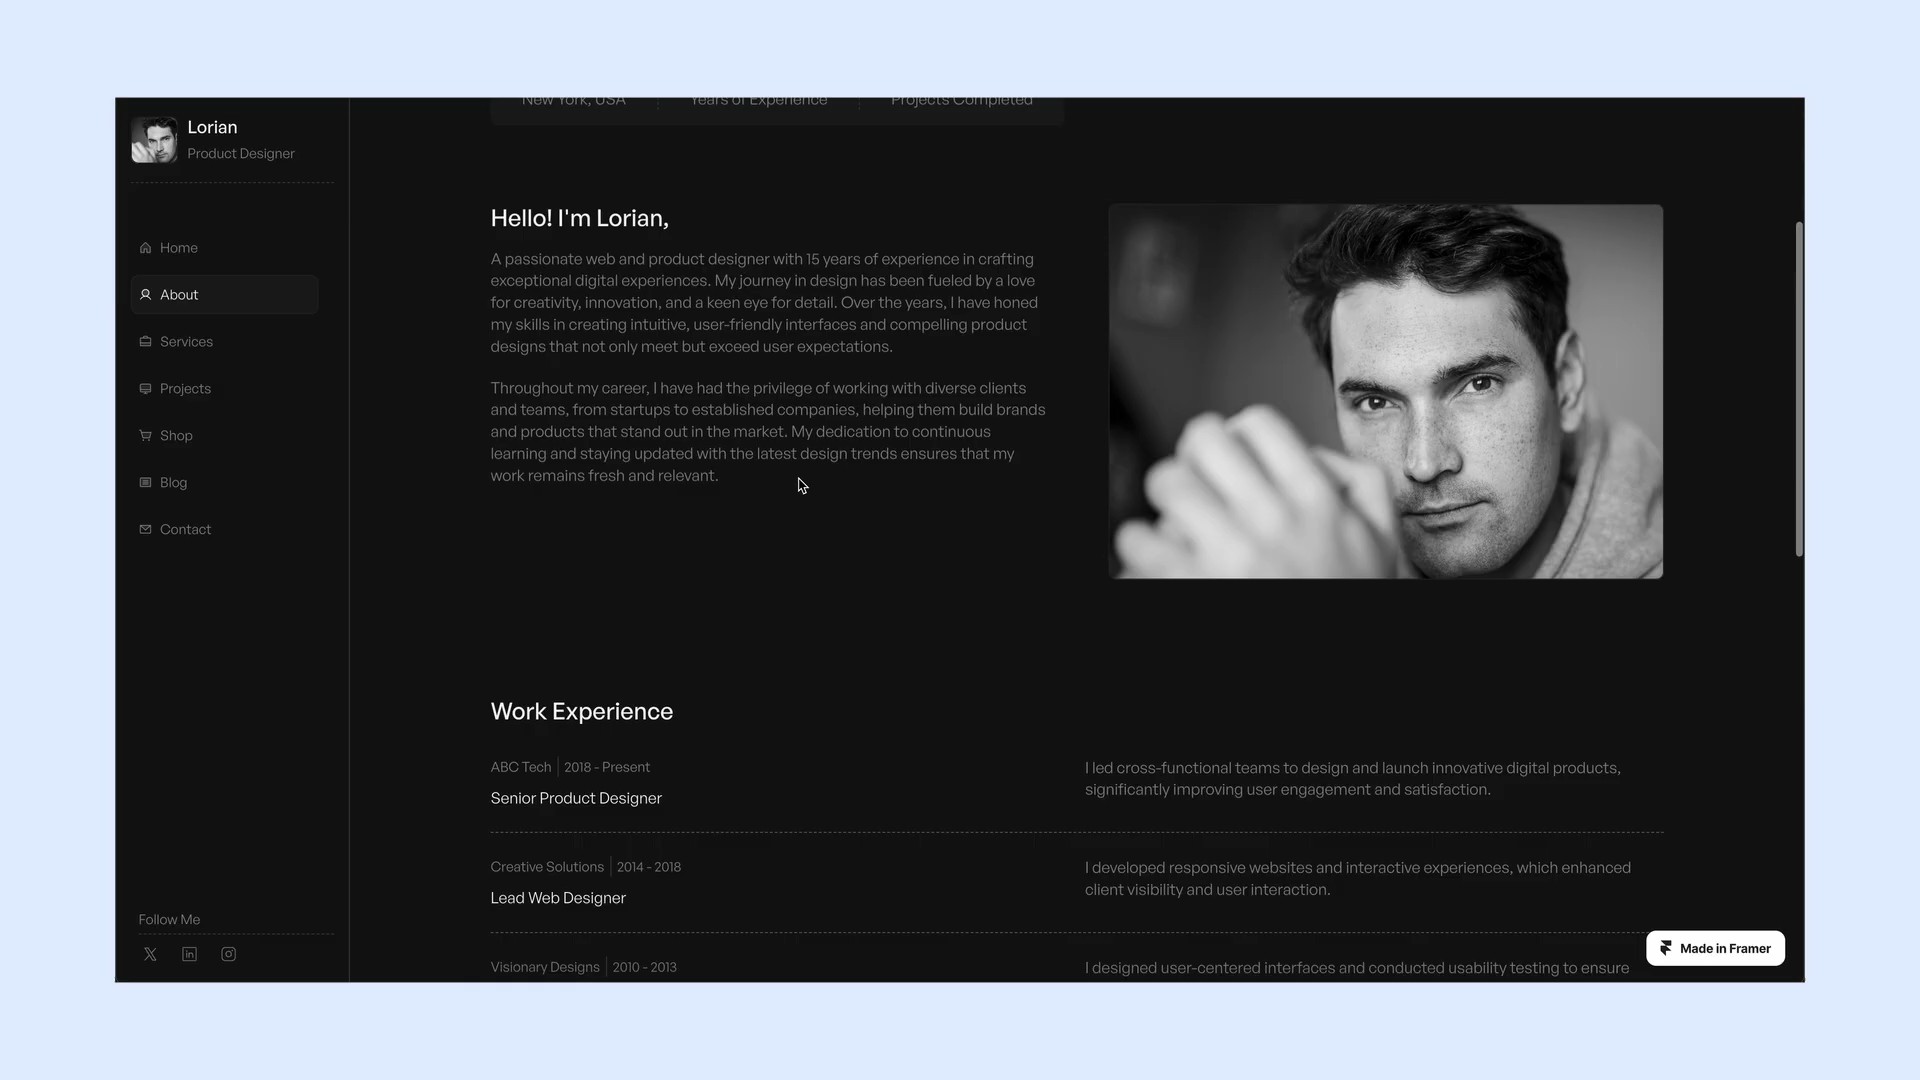 New York, USA
Years of Experience
Projects Completed
Lorian
Product Designer
Home
About
Services
Projects
Shop
Blog
Contact
Follow Me
Hello! I'm Lorian,
A passionate web and product designer with 15 years of experience in crafting
exceptional digital experiences. My journey in design has been fueled by a love
for creativity, innovation, and a keen eye for detail. Over the years, I have honed
my skills in creating intuitive, user-friendly interfaces and compelling product
designs that not only meet but exceed user expectations.
Throughout my career, I have had the privilege of working with diverse clients
and teams, from startups to established companies, helping them build brands
and products that stand out in the market. My dedication to continuous
learning and staying updated with the latest design trends ensures that my
work remains fresh and relevant.
Work Experience
ABC Tech | 2018 - Present
Senior Product Designer
I led cross-functional teams to design and launch innovative digital products,
significantly improving user engagement and satisfaction.
Creative Solutions | 2014 - 2018
Lead Web Designer
I developed responsive websites and interactive experiences, which enhanced
client visibility and user interaction.
Visionary Designs | 2010 - 2013
I designed user-centered interfaces and conducted usability testing to ensure
Made in Framer